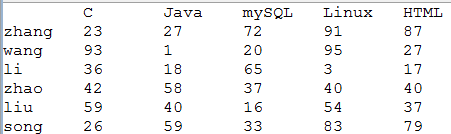 C Java mySQL Linux HTML
zhang 23 27 72 91 87
wang 93 1 20 95 27
li 36 18 65 3 17
zhao 42 58 37 40 40
liu 59 40 16 54 37
song 26 59 33 83 79